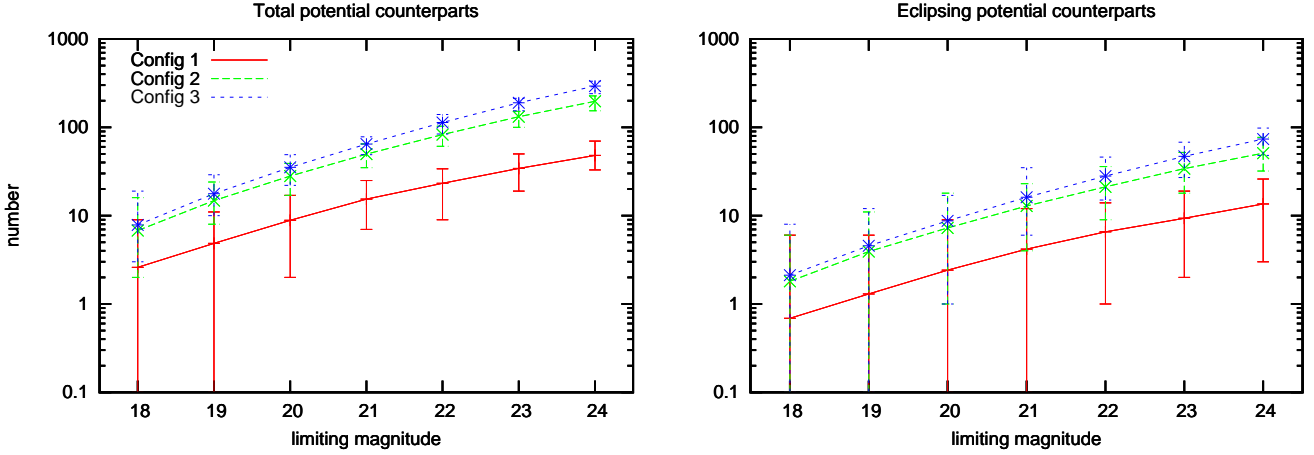 Total potential counterparts
1000
100
10
1
0.1
number
Config 1
Config 2
Config 3
18 19 20 21 22 23 24
limiting magnitude
Eclipsing potential counterparts
1000
100
10
1
0.1
18 19 20 21 22 23 24
limiting magnitude